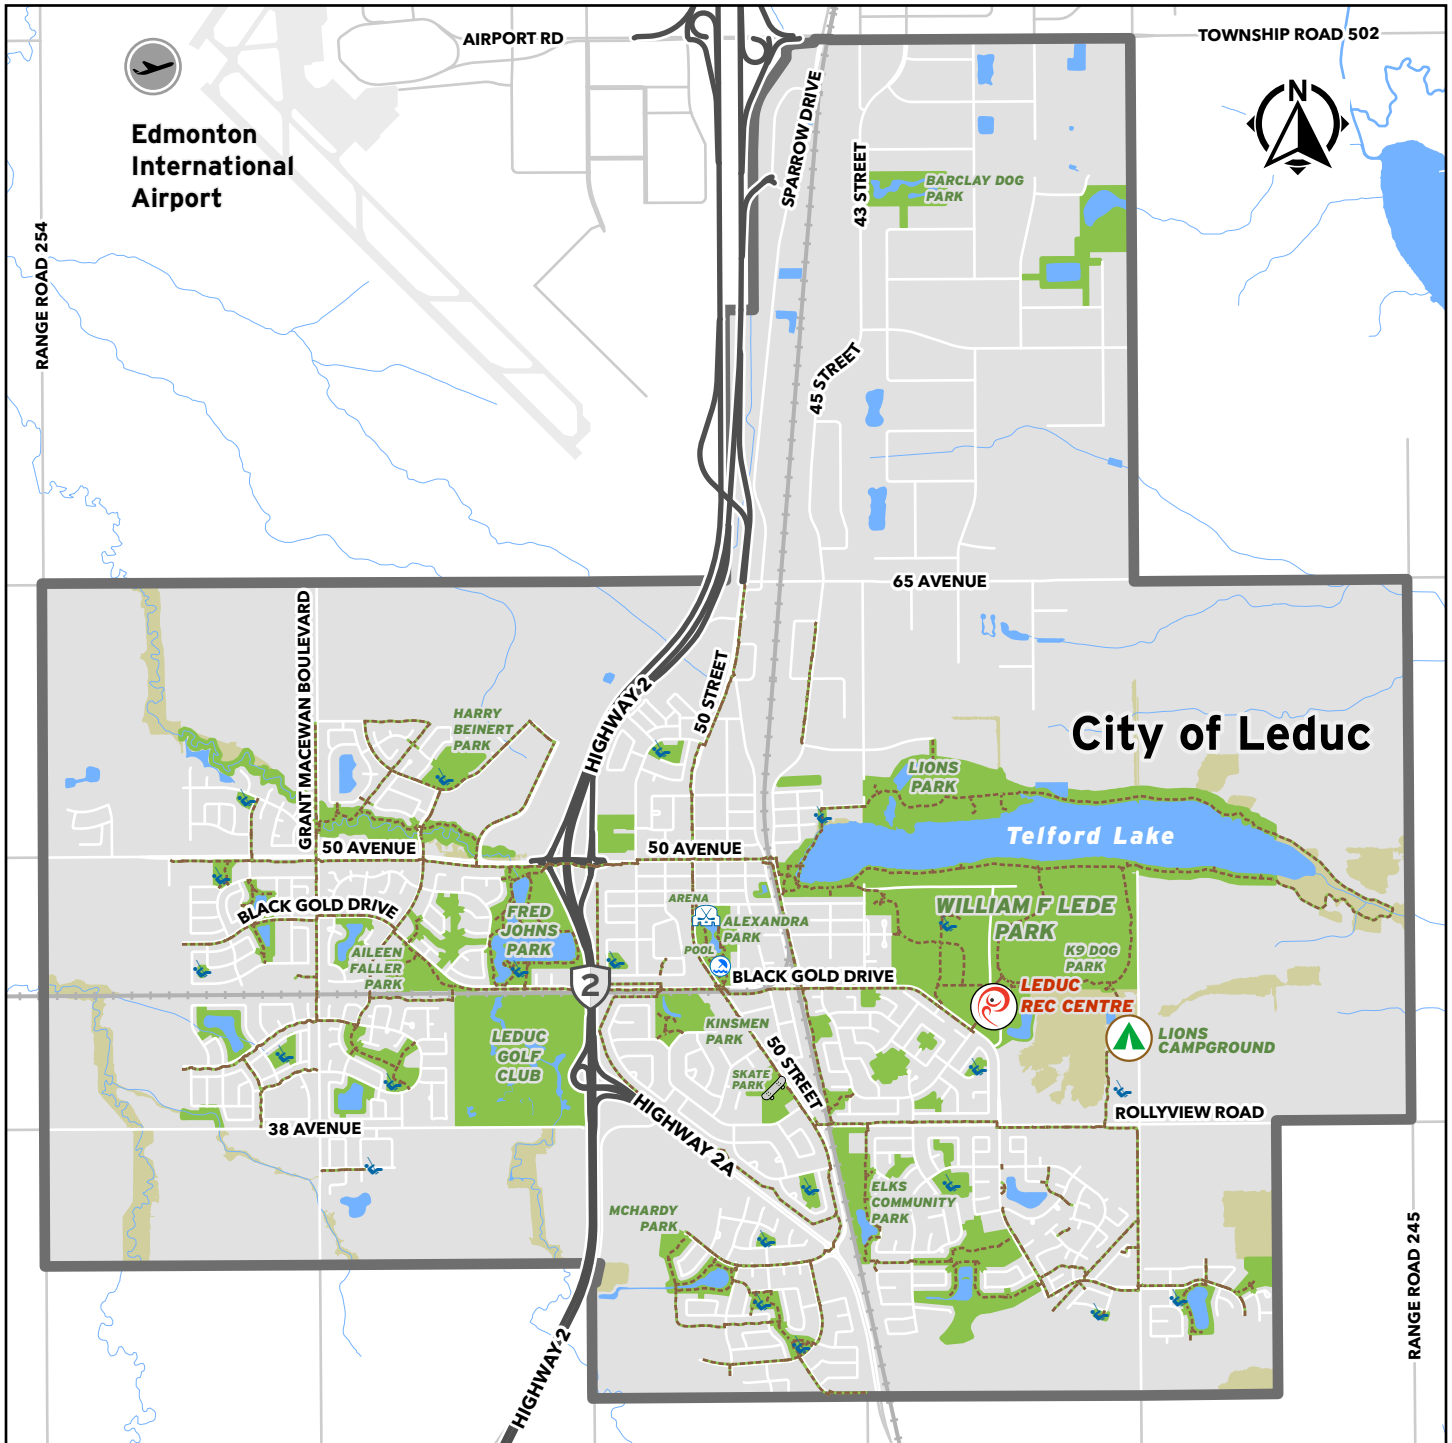 AIRPORT RD
TOWNSHIP ROAD 502
N
Edmonton
International
Airport
SPARROW DRIVE
43 STREET
BARCLAY DOG
PARK
RANGE ROAD 254
45 STREET
65 AVENUE
GRANT MACEWAN BOULEVARD
50 STREET
HIGHWAY 2
HARRY
BEINERT
PARK
City of Leduc
LIONS
PARK
Telford Lake
50 AVENUE
50 AVENUE
BLACK GOLD DRIVE
FRED
JOHNS
PARK
ARENA
ALEXANDRA
PARK
POOL
WILLIAM F LEDE
PARK
K9 DOG
PARK
AILEEN
FALLER
PARK
BLACK GOLD DRIVE
2
LEDUC
REC CENTRE
LEDUC
GOLF
CLUB
KINSMEN
PARK
50 STREET
LIONS
CAMPGROUND
SKATE
PARK
HIGHWAY 2A
ROLLYVIEW ROAD
38 AVENUE
ELKS
COMMUNITY
PARK
MCHARDY
PARK
RANGE ROAD 245
HIGHWAY 2